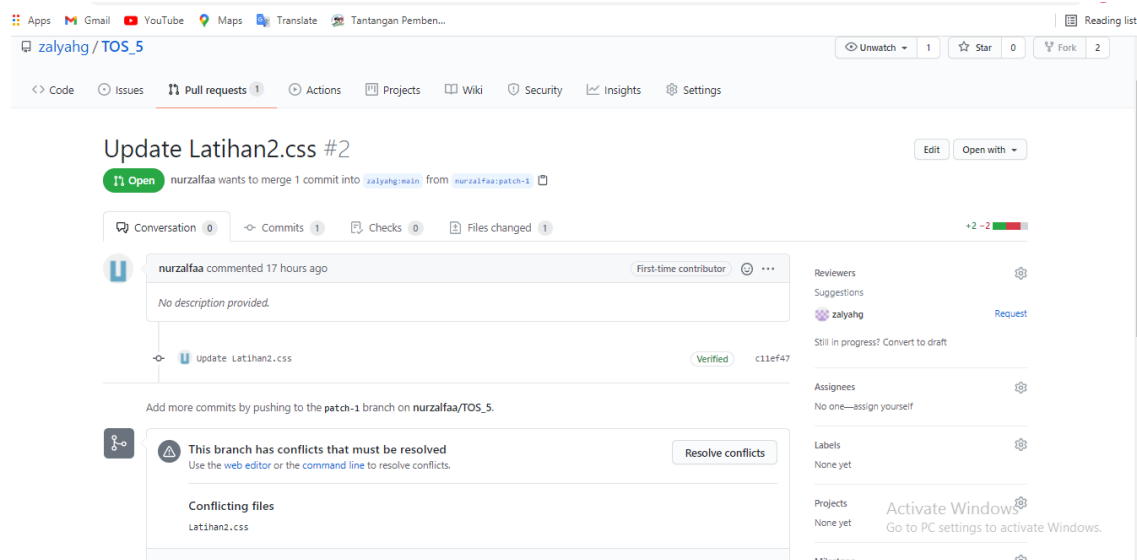 Apps Gmail YouTube Maps Translate Tantangan Pemben... Reading list
zalyahg / TOS_5 Unwatch 1 Star 0 Fork 2
Code Issues Pull requests 1 Actions Projects Wiki Security Insights Settings
Update Latihan2.css #2 Edit Open with
Open nurzalfaa wants to merge 1 commit into zalyahg:main from nurzalfaa:patch-1
Conversation 0 Commits 1 Checks 0 Files changed 1 +2 −2
nurzalfaa commented 17 hours ago First-time contributor
No description provided.
Update Latihan2.css Verified c11ef47
Add more commits by pushing to the patch-1 branch on nurzalfaa/TOS_5.
This branch has conflicts that must be resolved
Use the web editor or the command line to resolve conflicts.
Resolve conflicts
Conflicting files
Latihan2.css
Reviewers
Suggestions
zalyahg Request
Still in progress? Convert to draft
Assignees
No one—assign yourself
Labels
None yet
Projects
None yet
Milestone
Activate Windows
Go to PC settings to activate Windows.